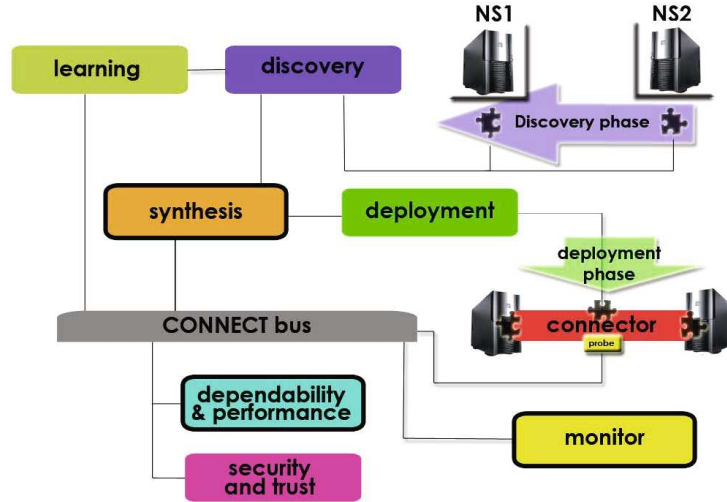 NS1
NS2
learning
discovery
Discovery phase
synthesis
deployment
deployment
phase
CONNECT bus
connector
probe
dependability
& performance
monitor
security
and trust